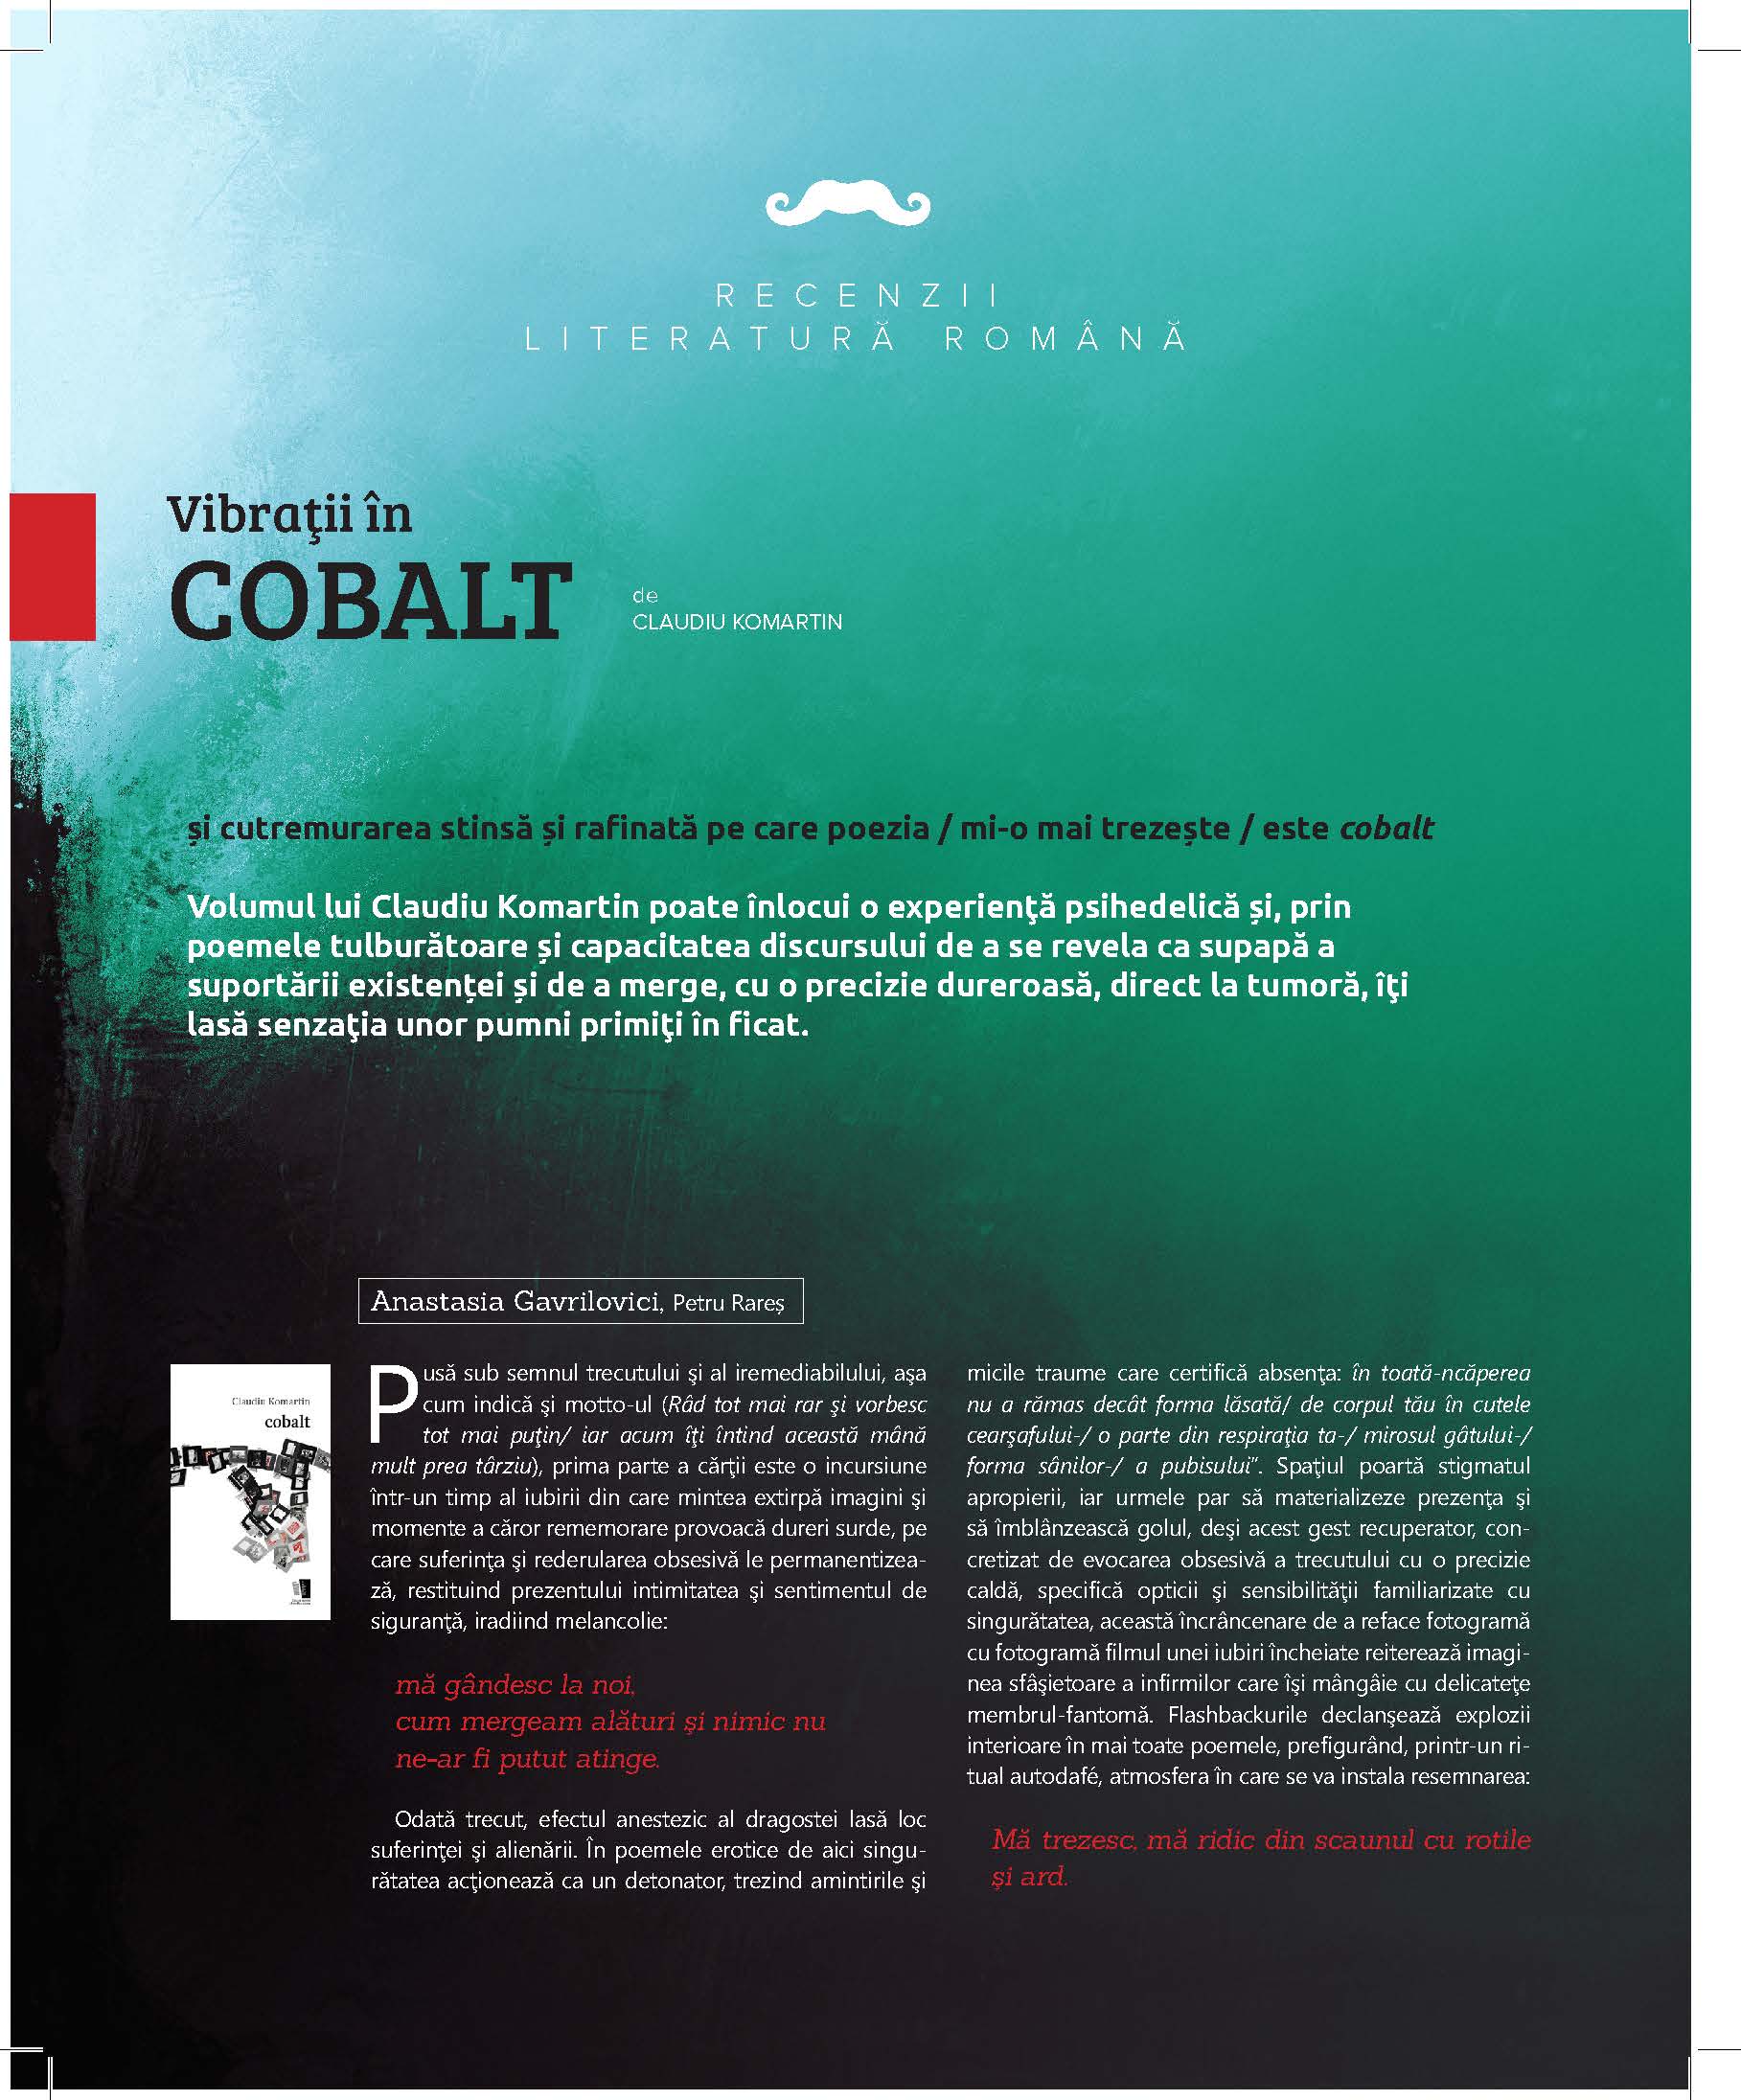 RECENZII
LITERATURĂ ROMÂNĂ
Vibraţii în
COBALT
de
CLAUDIU KOMARTIN
și cutremurarea stinsă și rafinată pe care poezia / mi-o mai trezește / este cobalt
Volumul lui Claudiu Komartin poate înlocui o experienţă psihedelică și, prin
poemele tulburătoare și capacitatea discursului de a se revela ca supapă a
suportării existenței și de a merge, cu o precizie dureroasă, direct la tumoră, îţi
lasă senzaţia unor pumni primiţi în ficat.
Anastasia Gavrilovici, Petru Rareș
Claudiu Komartin
cobalt
Pusă sub semnul trecutului şi al iremediabilului, aşa
cum indică şi motto-ul (Râd tot mai rar şi vorbesc
tot mai puţin/ iar acum îţi întind această mână
mult prea târziu), prima parte a cărţii este o incursiune
într-un timp al iubirii din care mintea extirpă imagini şi
momente a căror rememorare provoacă dureri surde, pe
care suferinţa şi rederularea obsesivă le permanentizea-
ză, restituind prezentului intimitatea şi sentimentul de
siguranţă, iradiind melancolie:
mă gândesc la noi,
cum mergeam alături şi nimic nu
ne-ar fi putut atinge.
Odată trecut, efectul anestezic al dragostei lasă loc
suferinţei şi alienării. În poemele erotice de aici singu-
rătatea acţionează ca un detonator, trezind amintirile şi
micile traume care certifică absenţa: în toată-ncăperea
nu a rămas decât forma lăsată/ de corpul tău în cutele
cearşafului-/ o parte din respiraţia ta-/ mirosul gâtului-/
forma sânilor-/ a pubisului". Spaţiul poartă stigmatul
apropierii, iar urmele par să materializeze prezenţa şi
să îmblânzească golul, deşi acest gest recuperator, con-
cretizat de evocarea obsesivă a trecutului cu o precizie
caldă, specifică opticii şi sensibilităţii familiarizate cu
singurătatea, această încrâncenare de a reface fotogramă
cu fotogramă filmul unei iubiri încheiate reiterează imagi-
nea sfâşietoare a infirmilor care îşi mângâie cu delicateţe
membrul-fantomă. Flashbackurile declanşează explozii
interioare în mai toate poemele, prefigurând, printr-un ri-
tual autodafé, atmosfera în care se va instala resemnarea:
Mă trezesc, mă ridic din scaunul cu rotile
şi ard.